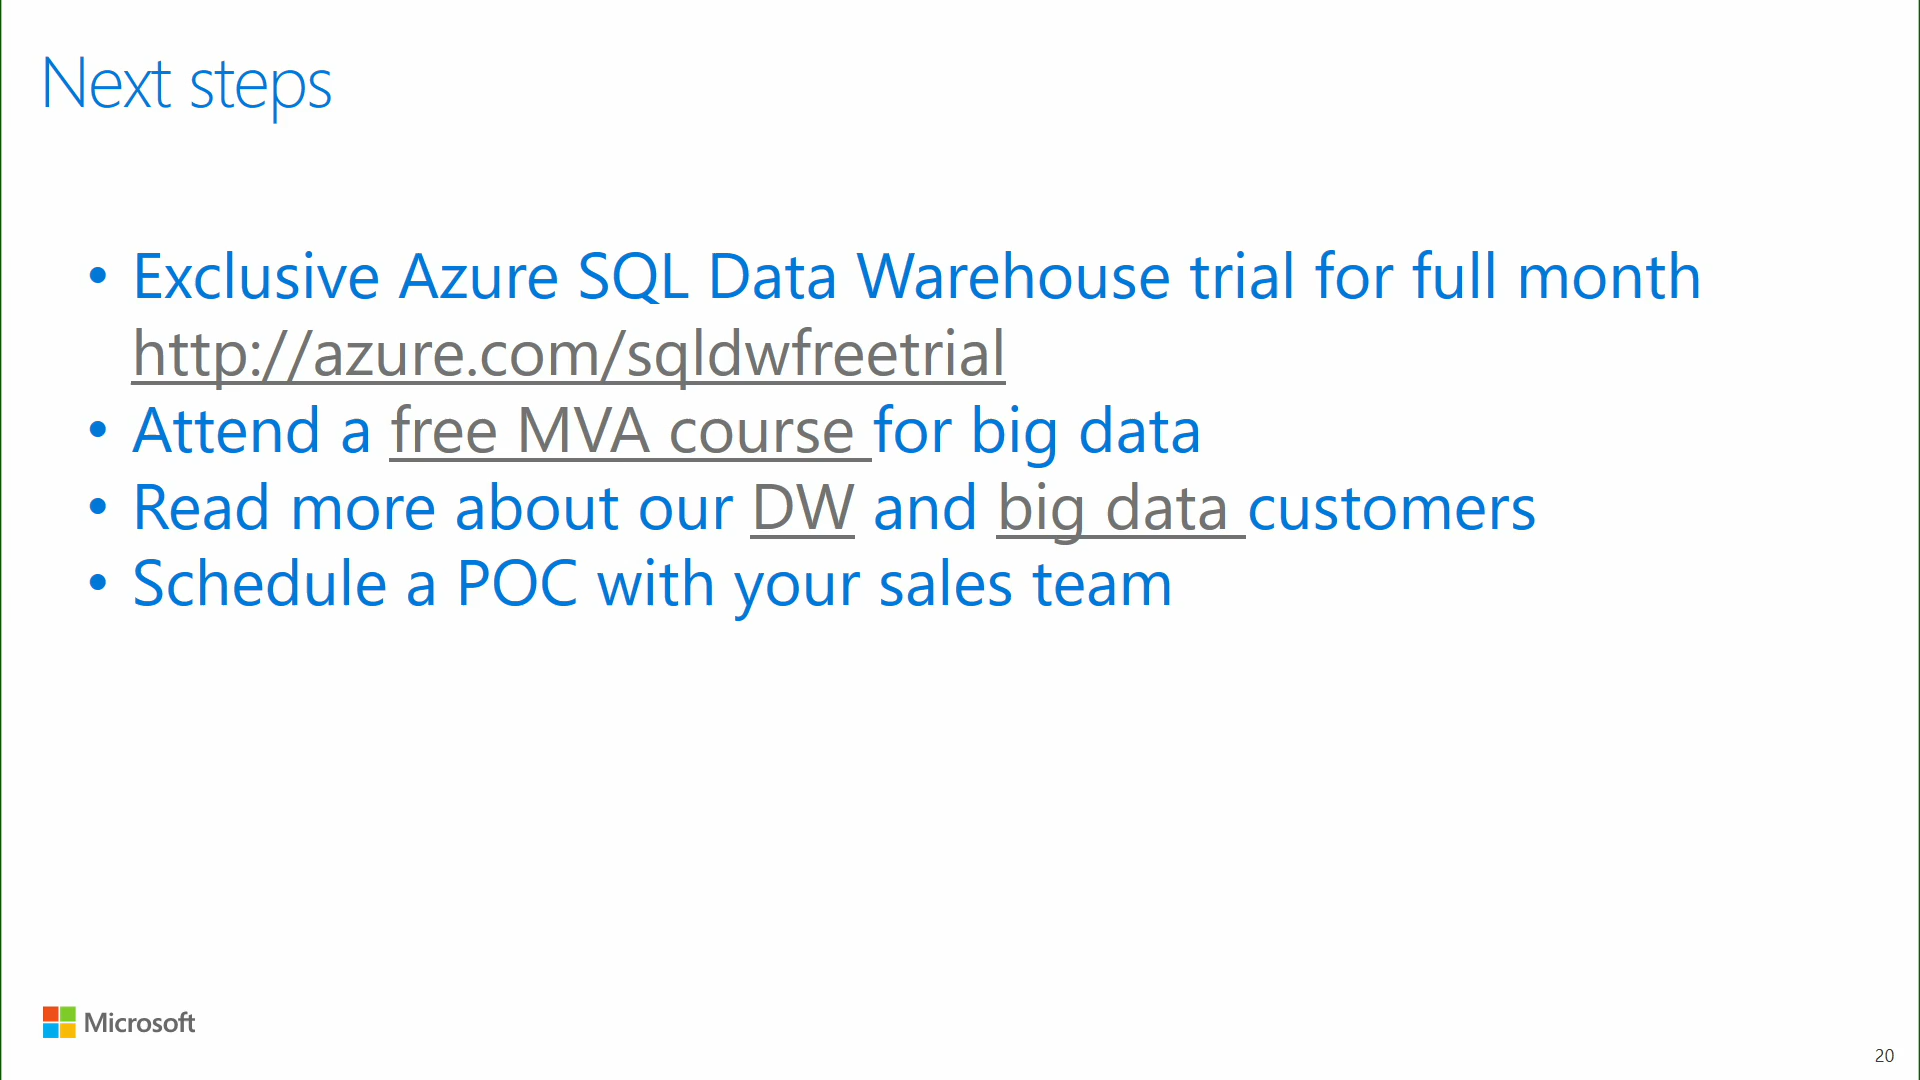 Next steps
• Exclusive Azure SQL Data Warehouse trial for full month
http://azure.com/sqldwfreetrial
• Attend a free MVA course for big data
• Read more about our DW and big data customers
• Schedule a POC with your sales team
Microsoft
20